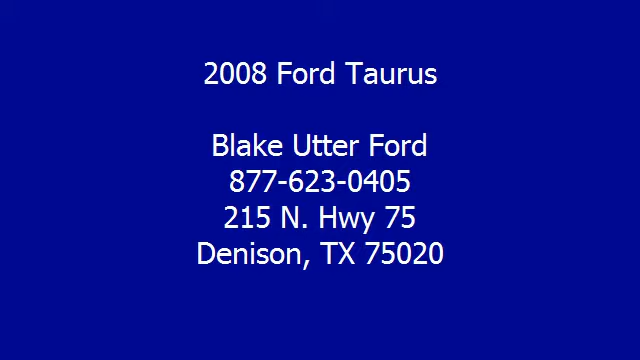 2008 Ford Taurus
Blake Utter Ford
877-623-0405
215 N. Hwy 75
Denison, TX 75020